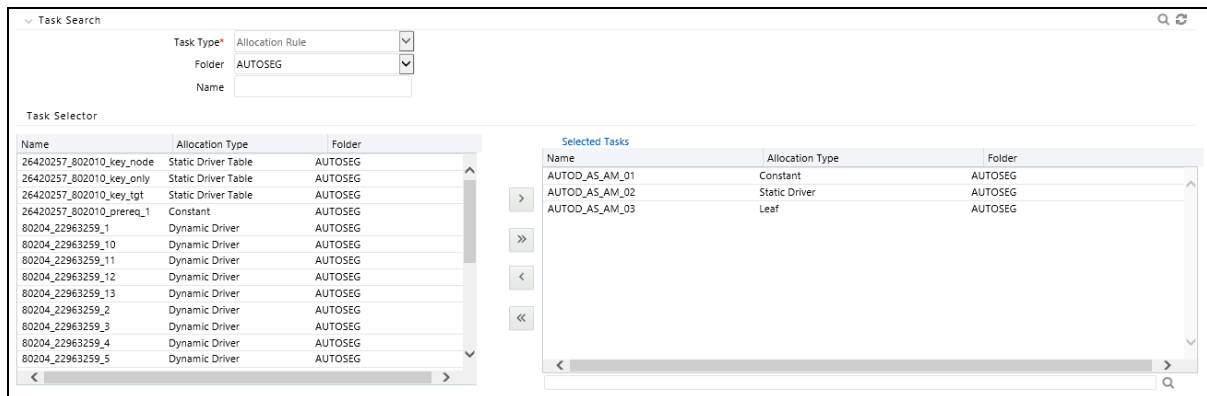 Task Search
Task Type* Allocation Rule
Folder AUTOSEG
Name
Task Selector
Name Allocation Type Folder
26420257_802010_key_node Static Driver Table AUTOSEG
26420257_802010_key_only Static Driver Table AUTOSEG
26420257_802010_key_tgt Static Driver Table AUTOSEG
26420257_802010_prereq_1 Constant AUTOSEG
80204_22963259_1 Dynamic Driver AUTOSEG
80204_22963259_10 Dynamic Driver AUTOSEG
80204_22963259_11 Dynamic Driver AUTOSEG
80204_22963259_12 Dynamic Driver AUTOSEG
80204_22963259_13 Dynamic Driver AUTOSEG
80204_22963259_2 Dynamic Driver AUTOSEG
80204_22963259_3 Dynamic Driver AUTOSEG
80204_22963259_4 Dynamic Driver AUTOSEG
80204_22963259_5 Dynamic Driver AUTOSEG
Selected Tasks
Name Allocation Type Folder
AUTOD_AS_AM_01 Constant AUTOSEG
AUTOD_AS_AM_02 Static Driver AUTOSEG
AUTOD_AS_AM_03 Leaf AUTOSEG